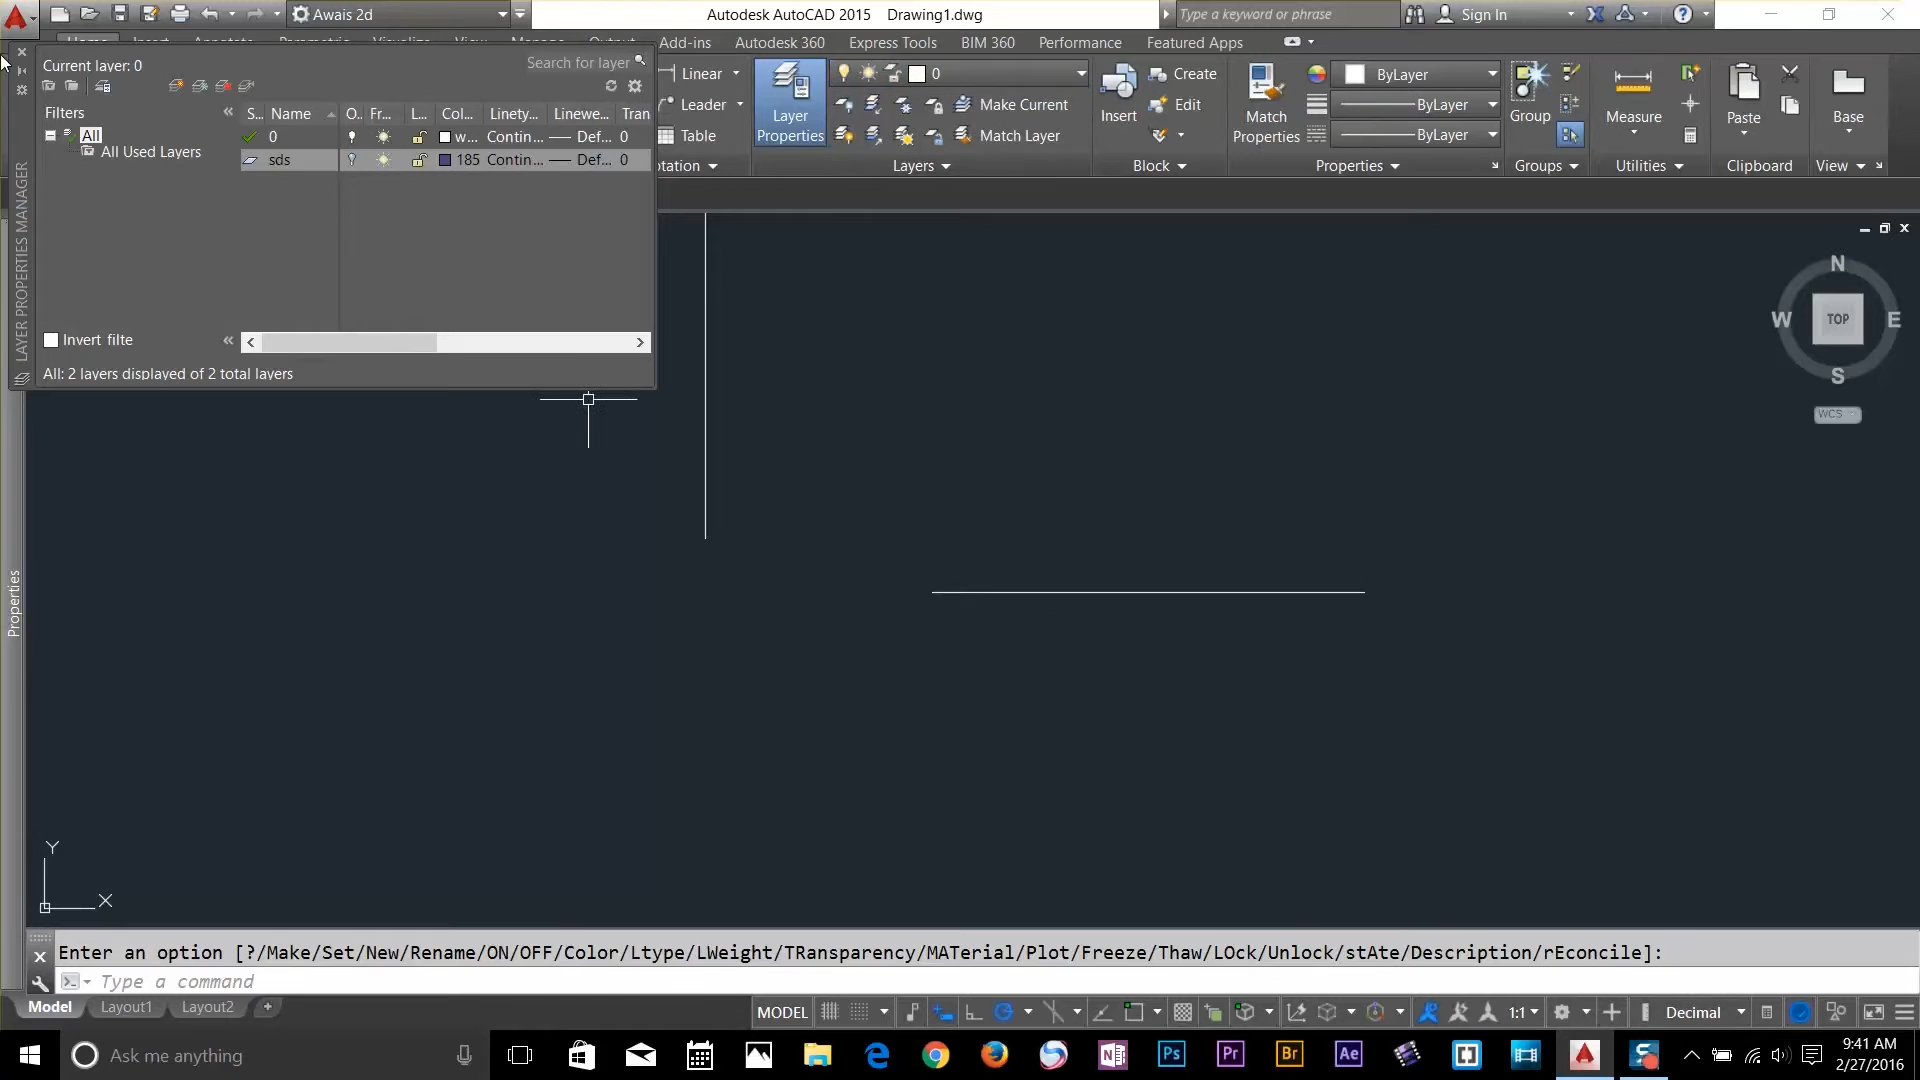 Awais 2d
Autodesk AutoCAD 2015 Drawing1.dwg
Type a keyword or phrase
Sign In
Add-ins Autodesk 360 Express Tools BIM 360 Performance Featured Apps
Current layer: 0
Search for layer
Filters
All
All Used Layers
S.. Name O. Fr... L... Col... Linety... Linewe... Tran
0 w... Contin... Def... 0
sds 185 Contin... Def... 0
Invert filte
All: 2 layers displayed of 2 total layers
LAYER PROPERTIES MANAGER
Linear
Leader
Table
Layer
Properties
0
Make Current
Match Layer
Layers
Insert
Create
Edit
Block
Match
Properties
ByLayer
ByLayer
ByLayer
Properties
Group
Groups
Measure
Utilities
Paste
Clipboard
Base
View
N
W TOP E
S
WCS
Properties
Y
X
Enter an option [?/Make/Set/New/Rename/ON/OFF/Color/Ltype/LWeight/TRansparency/MATerial/Plot/Freeze/Thaw/LOck/Unlock/stAte/Description/rEconcile]:
Type a command
Model Layout1 Layout2 +
MODEL 1:1 Decimal
Ask me anything
Ps Pr Br Ae
9:41 AM
2/27/2016